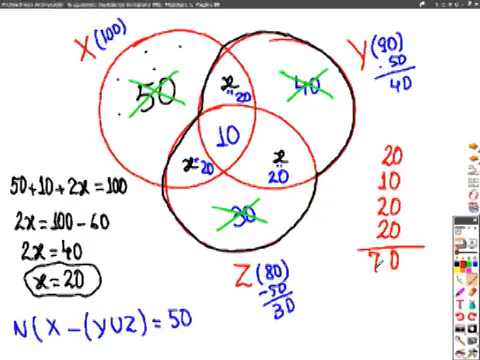 X(100)
Y(90)
- 50
40
50
x
"
20
40
10
x=20
x
"
20
30
50+10+2x=100
2x=100-60
2x=40
x=20
20
10
20
20
70
Z(80)
-50
30
N(X-(YUZ)=50